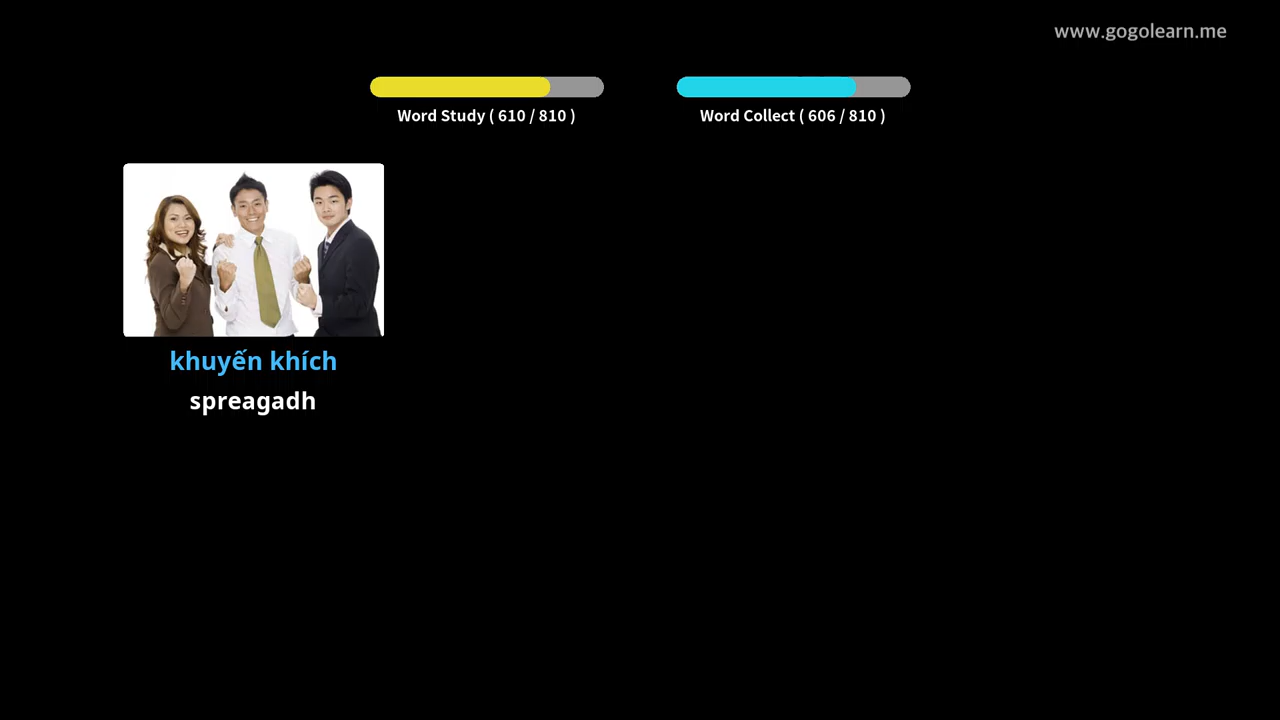 www.gogolearn.me
Word Study ( 610 / 810 )
Word Collect ( 606 / 810 )
khuyến khích
spreagadh